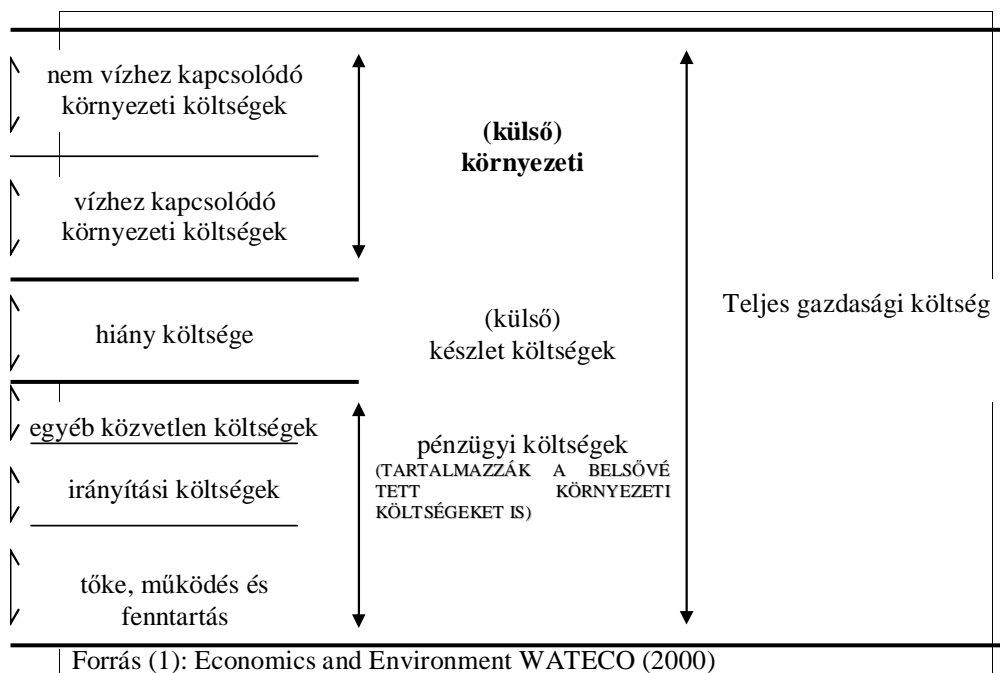 nem vízhez kapcsolódó
környezeti költségek
(külső)
környezeti
vízhez kapcsolódó
környezeti költségek
hiány költsége
(külső)
készlet költségek
Teljes gazdasági költség
egyéb közvetlen költségek
pénzügyi költségek
(TARTALMAZZÁK A BELSŐVÉ
TETT KÖRNYEZETI
KÖLTSÉGEKET IS)
irányítási költségek
tőke, működés és
fenntartás
Forrás (1): Economics and Environment WATECO (2000)